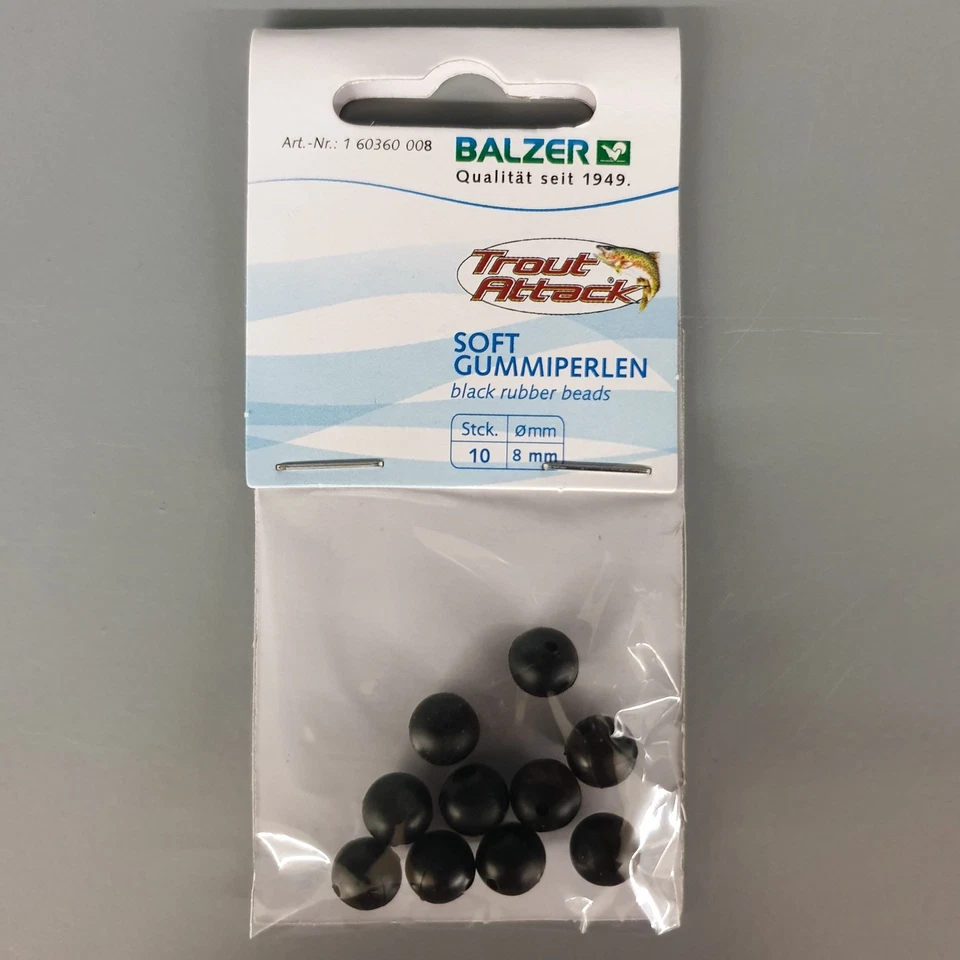 Art.-Nr.: 1 60360 008
BALZER
Qualität seit 1949.
Trout
Attack®
SOFT
GUMMIPERLEN
black rubber beads
Stck. Ømm
10 8 mm